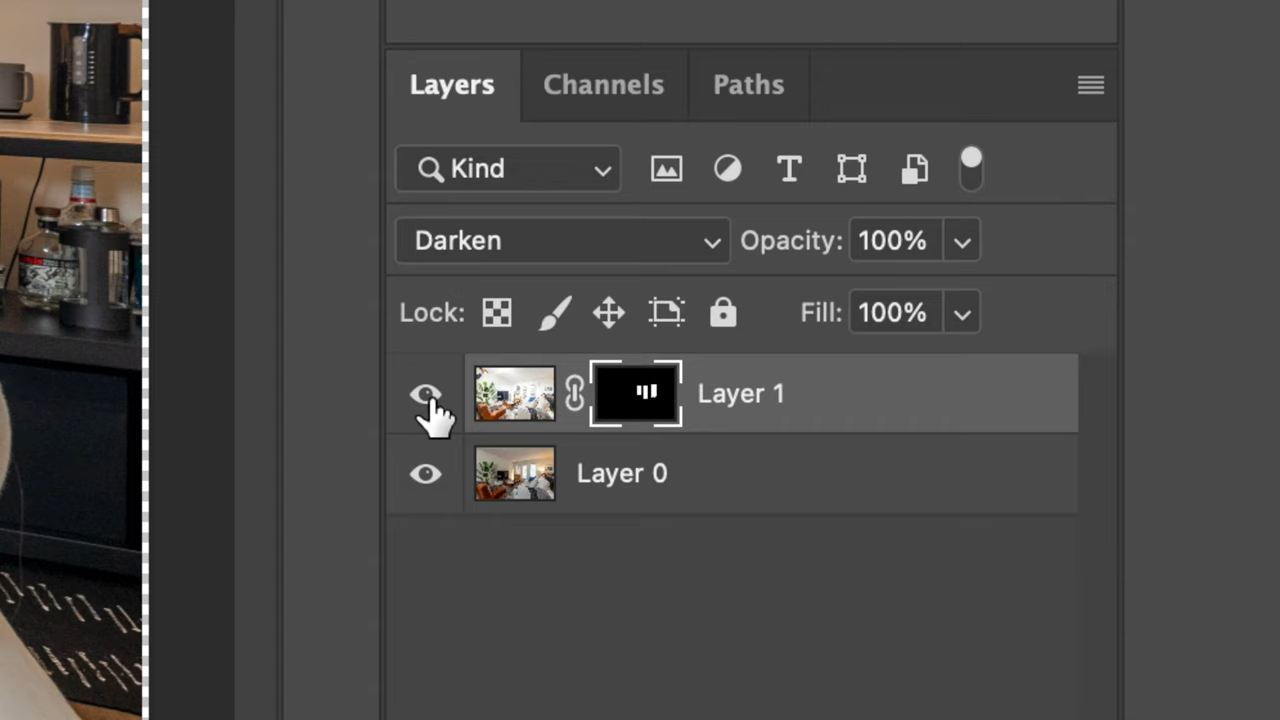 Layers Channels Paths
Kind
Darken Opacity: 100%
Lock: Fill: 100%
Layer 1
Layer 0